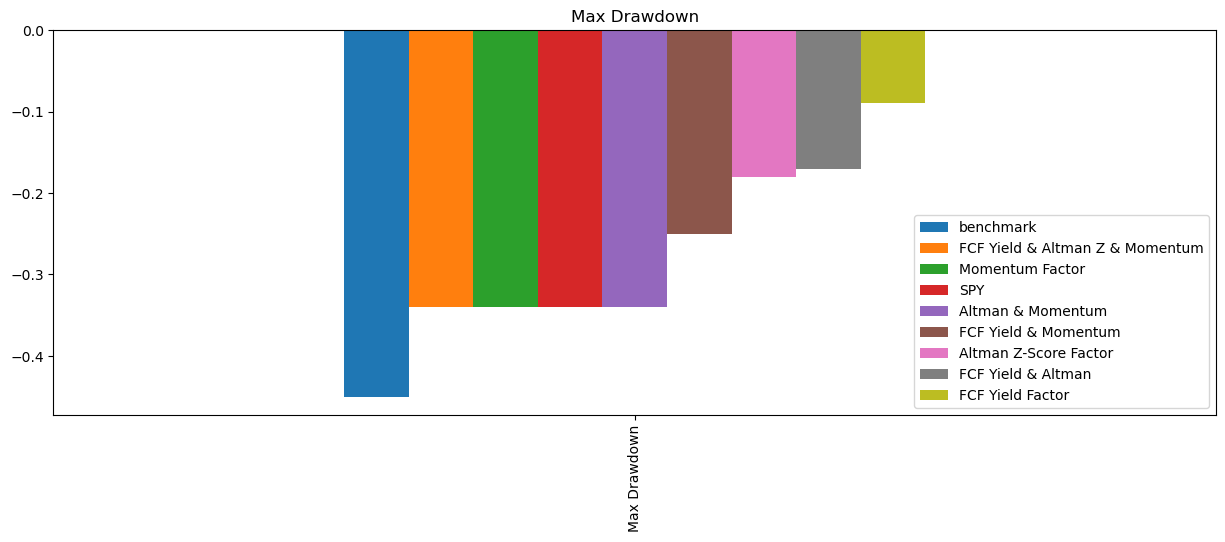 Max Drawdown
0.0
−0.1
−0.2
−0.3
−0.4
benchmark
FCF Yield & Altman Z & Momentum
Momentum Factor
SPY
Altman & Momentum
FCF Yield & Momentum
Altman Z-Score Factor
FCF Yield & Altman
FCF Yield Factor
Max Drawdown